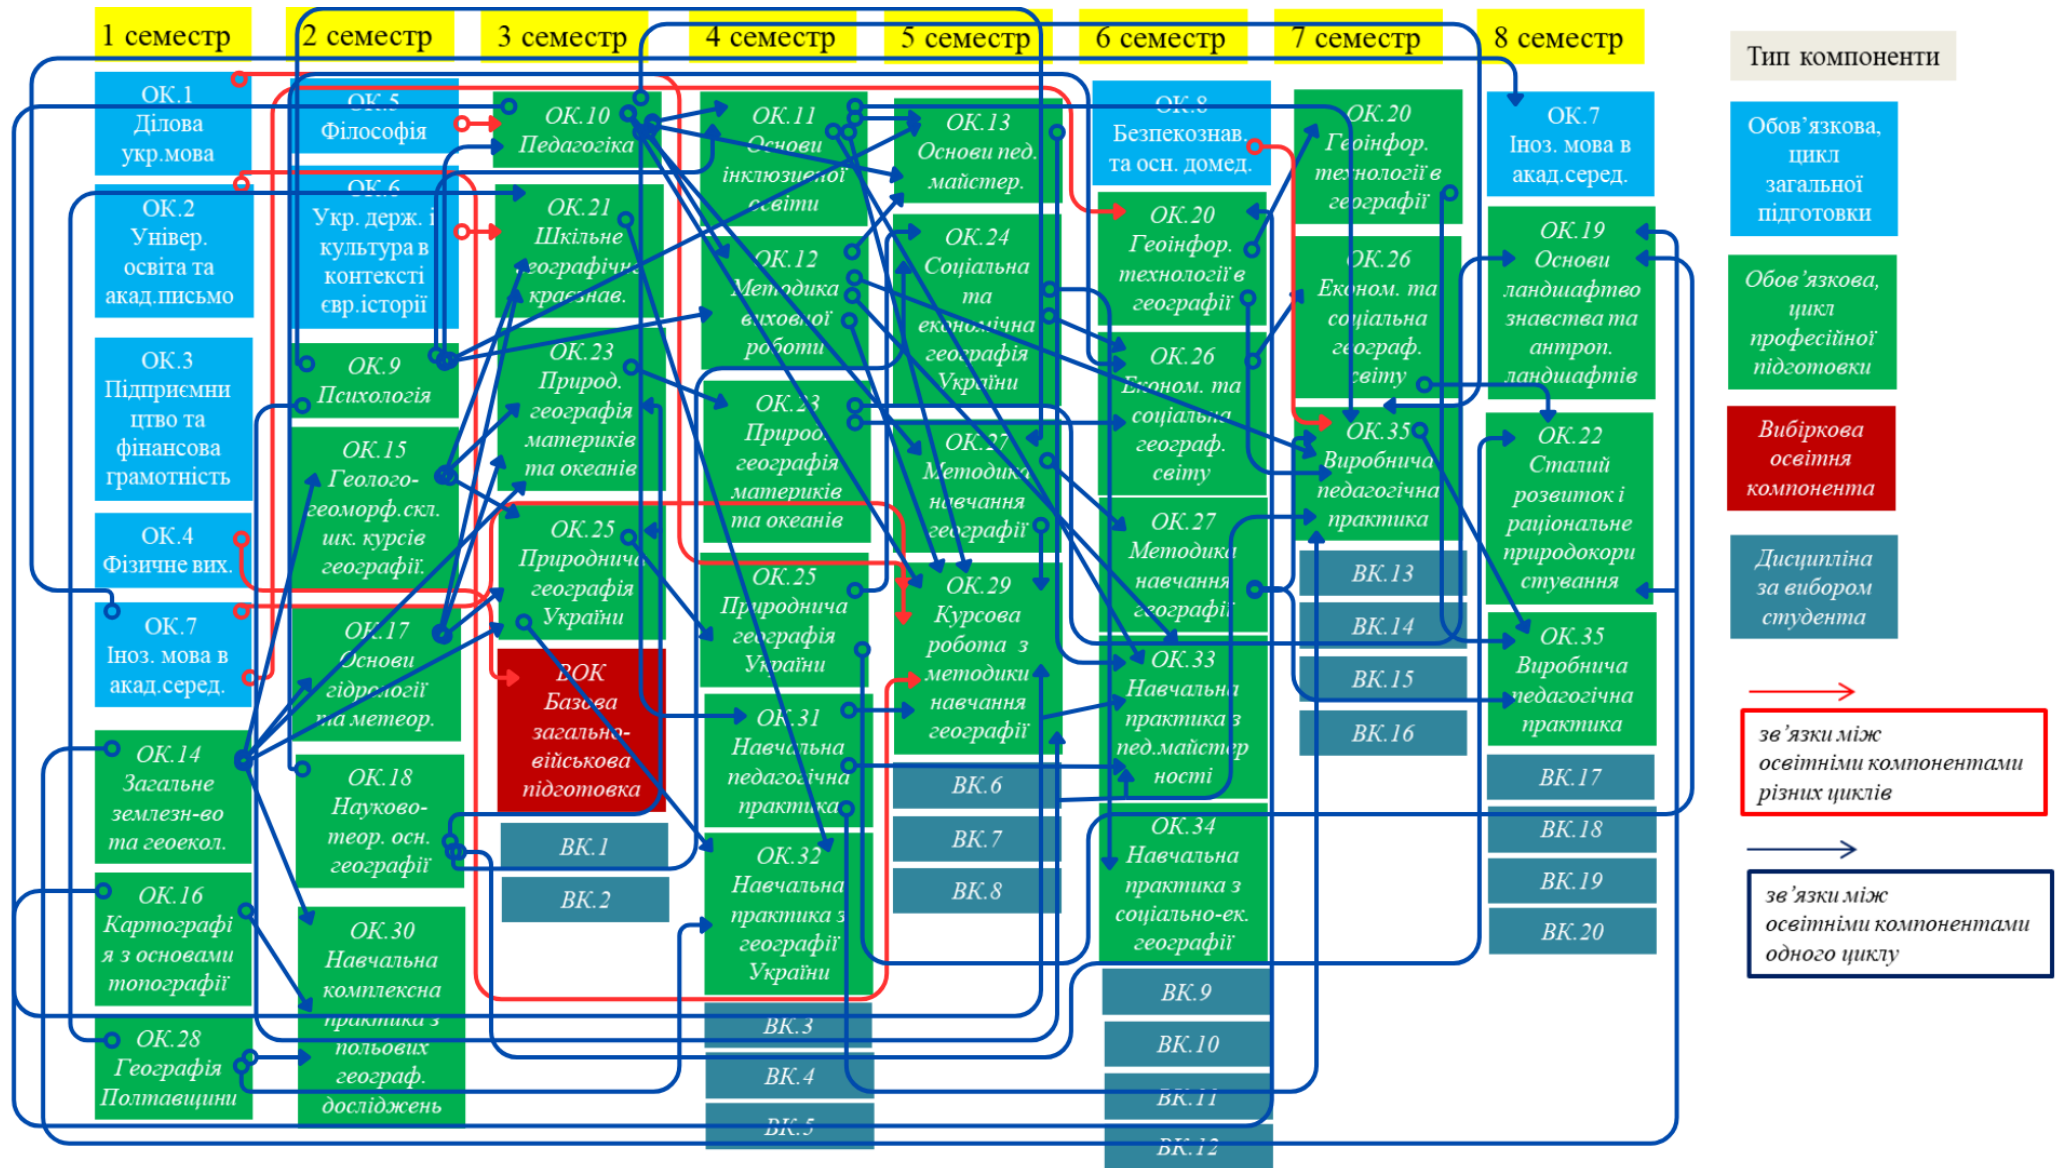 1 семестр
ОК.1
Ділова
укр.мова
ОК.2
Універ.
освіта та
акад.письмо
ОК.3
Підприємни
цтво та
фінансова
грамотність
ОК.4
Фізичне вих.
ОК.7
Іноз. мова в
акад.серед.
ОК.14
Загальне
землезн-во
та геоекол.
ОК.16
Картографі
я з основами
топографії
ОК.28
Географія
Полтавщини
2 семестр
ОК.5
Філософія
ОК.6
Укр. держ. і
культура в
контексті
євр.історії
ОК.9
Психологія
ОК.15
Геолого-
геоморф.скл.
шк. курсів
географії.
ОК.17
Основи
гідрології
та метеор.
ОК.18
Науково-
теор. осн.
географії
ОК.30
Навчальна
комплексна
практика з
польових
географ.
досліджень
3 семестр
ОК.10
Педагогіка
ОК.21
Шкільне
географічне
краєзнав.
ОК.23
Природ.
географія
материків
та океанів
ОК.25
Природнича
географія
України
ВОК
Базова
загально-
військова
підготовка
ВК.1
ВК.2
4 семестр
ОК.11
Основи
інклюзивної
освіти
ОК.12
Методика
виховної
роботи
ОК.23
Природ.
географія
материків
та океанів
ОК.25
Природнича
географія
України
ОК.31
Навчальна
педагогічна
практика
ОК.32
Навчальна
практика з
географії
України
ВК.3
ВК.4
ВК.5
5 семестр
ОК.13
Основи пед.
майстер.
ОК.24
Соціальна
та
економічна
географія
України
ОК.27
Методика
навчання
географії
ОК.29
Курсова
робота з
методики
навчання
географії
ВК.6
ВК.7
ВК.8
6 семестр
ОК.8
Безпекознав.
та осн. домед.
ОК.20
Геоінфор.
технології в
географії
ОК.26
Економ. та
соціальна
географ.
світу
ОК.27
Методика
навчання
географії
ОК.33
Навчальна
практика з
пед.майстер
ності
ОК.34
Навчальна
практика з
соціально-ек.
географії
ВК.9
ВК.10
ВК.11
ВК.12
7 семестр
ОК.20
Геоінфор.
технології в
географії
ОК.26
Економ. та
соціальна
географ.
світу
ОК.35
Виробнича
педагогічна
практика
ВК.13
ВК.14
ВК.15
ВК.16
8 семестр
ОК.7
Іноз. мова в
акад.серед.
ОК.19
Основи
ландшафтво
знавства та
антроп.
ландшафтів
ОК.22
Сталий
розвиток і
раціональне
природокори
стування
ОК.35
Виробнича
педагогічна
практика
ВК.17
ВК.18
ВК.19
ВК.20
Тип компоненти
Обов’язкова,
цикл
загальної
підготовки
Обов’язкова,
цикл
професійної
підготовки
Вибіркова
освітня
компонента
Дисципліна
за вибором
студента
зв’язки між
освітніми компонентами
різних циклів
зв’язки між
освітніми компонентами
одного циклу